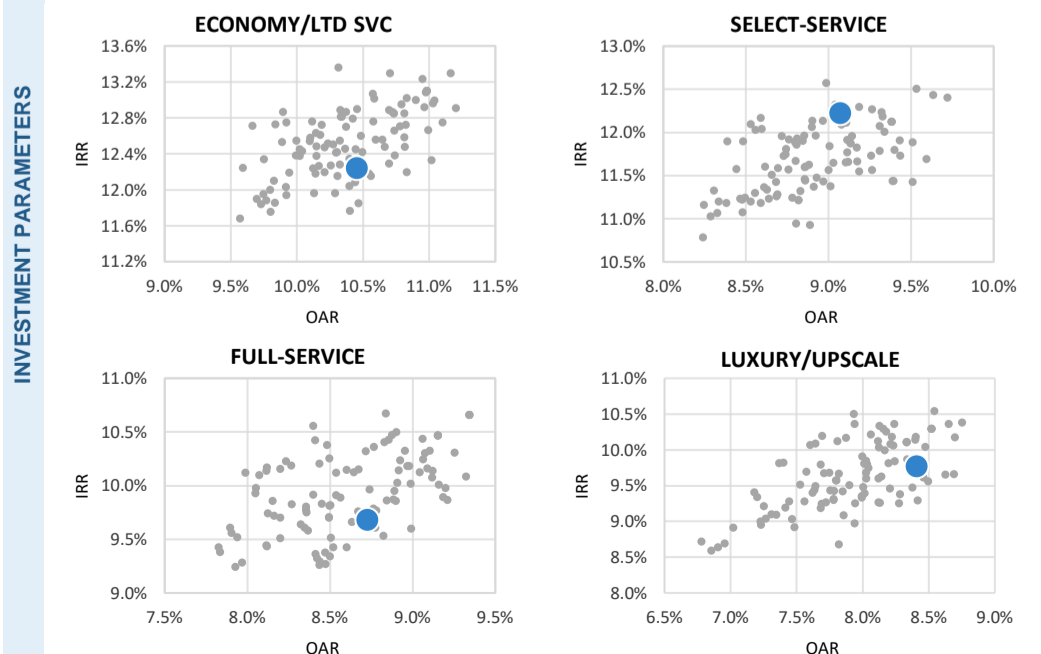 INVESTMENT PARAMETERS
ECONOMY/LTD SVC
13.6%
13.2%
12.8%
12.4%
12.0%
11.6%
11.2%
IRR
9.0% 9.5% 10.0% 10.5% 11.0% 11.5%
OAR
SELECT-SERVICE
13.0%
12.5%
12.0%
11.5%
11.0%
10.5%
IRR
8.0% 8.5% 9.0% 9.5% 10.0%
OAR
FULL-SERVICE
11.0%
10.5%
10.0%
9.5%
9.0%
IRR
7.5% 8.0% 8.5% 9.0% 9.5%
OAR
LUXURY/UPSCALE
11.0%
10.5%
10.0%
9.5%
9.0%
8.5%
8.0%
IRR
6.5% 7.0% 7.5% 8.0% 8.5% 9.0%
OAR